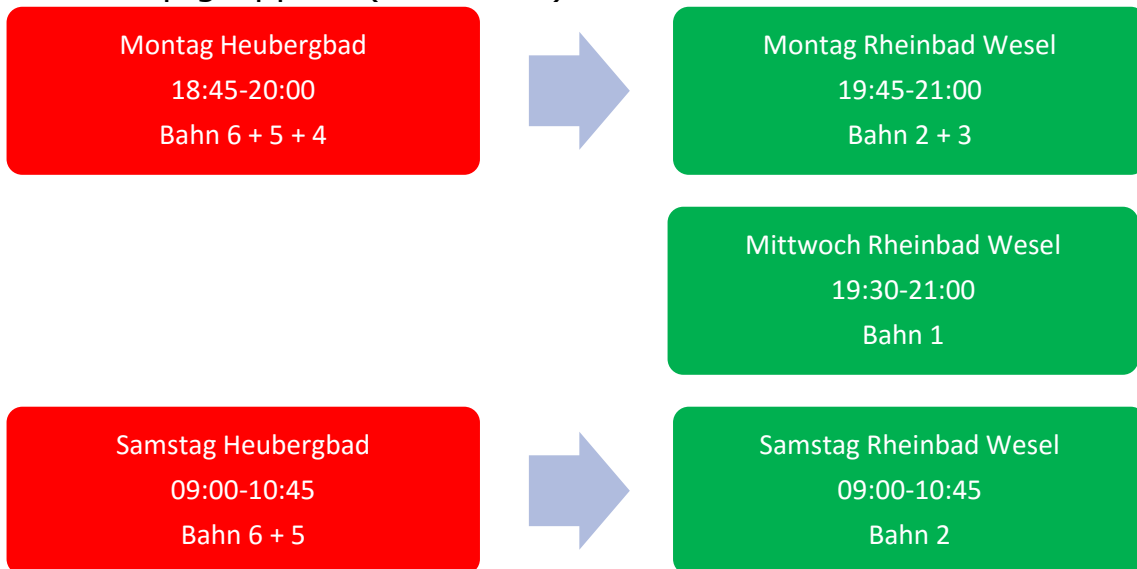 Montag Heubergbad
18:45-20:00
Bahn 6 + 5 + 4
Montag Rheinbad Wesel
19:45-21:00
Bahn 2 + 3
Mittwoch Rheinbad Wesel
19:30-21:00
Bahn 1
Samstag Heubergbad
09:00-10:45
Bahn 6 + 5
Samstag Rheinbad Wesel
09:00-10:45
Bahn 2